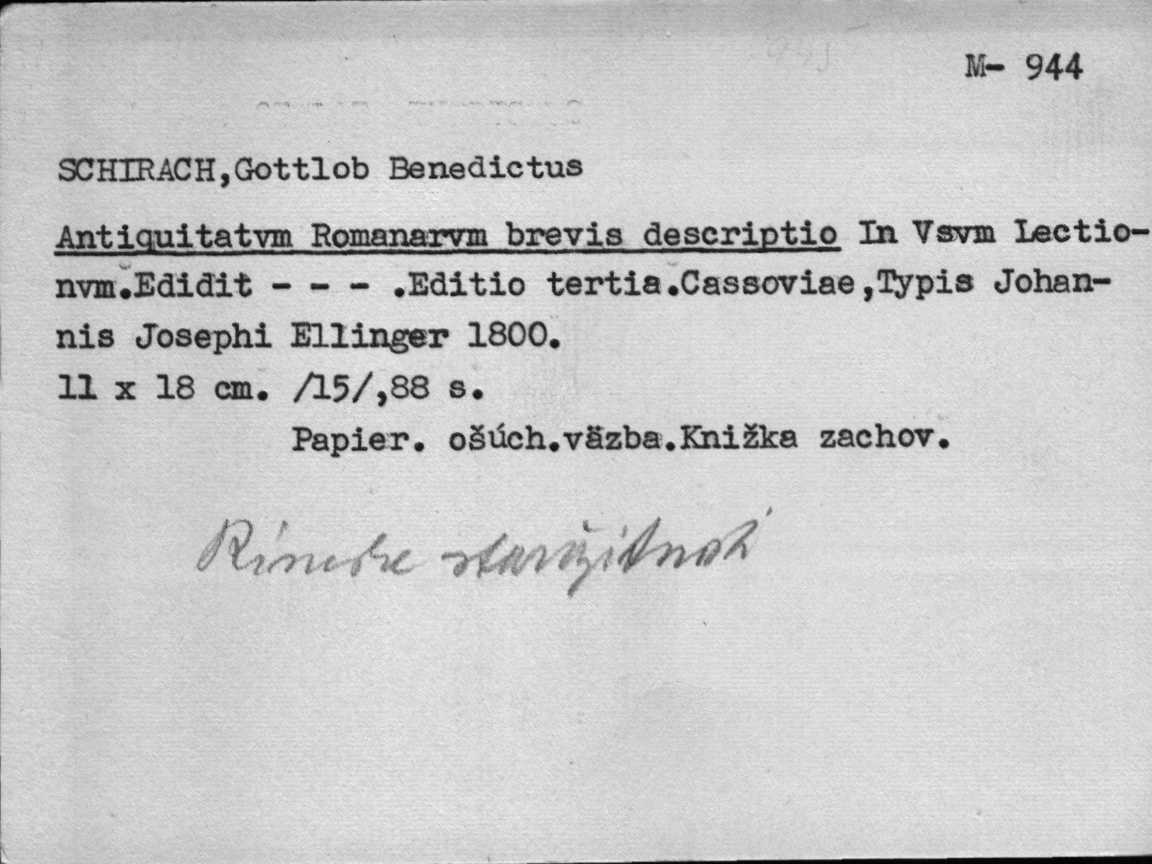 M- 944
SCHIRACH,Gottlob Benedictus
Antiquitatvm Romanarvm brevis descriptio In Vsvm Lectio-
nvm.Edidit - - - .Editio tertia.Cassoviae,Typis Johan-
nis Josephi Ellinger 1800.
11 x 18 cm. /15/,88 s.
Papier. ošúch.väzba.Knižka zachov.
Rímske starožitnosti